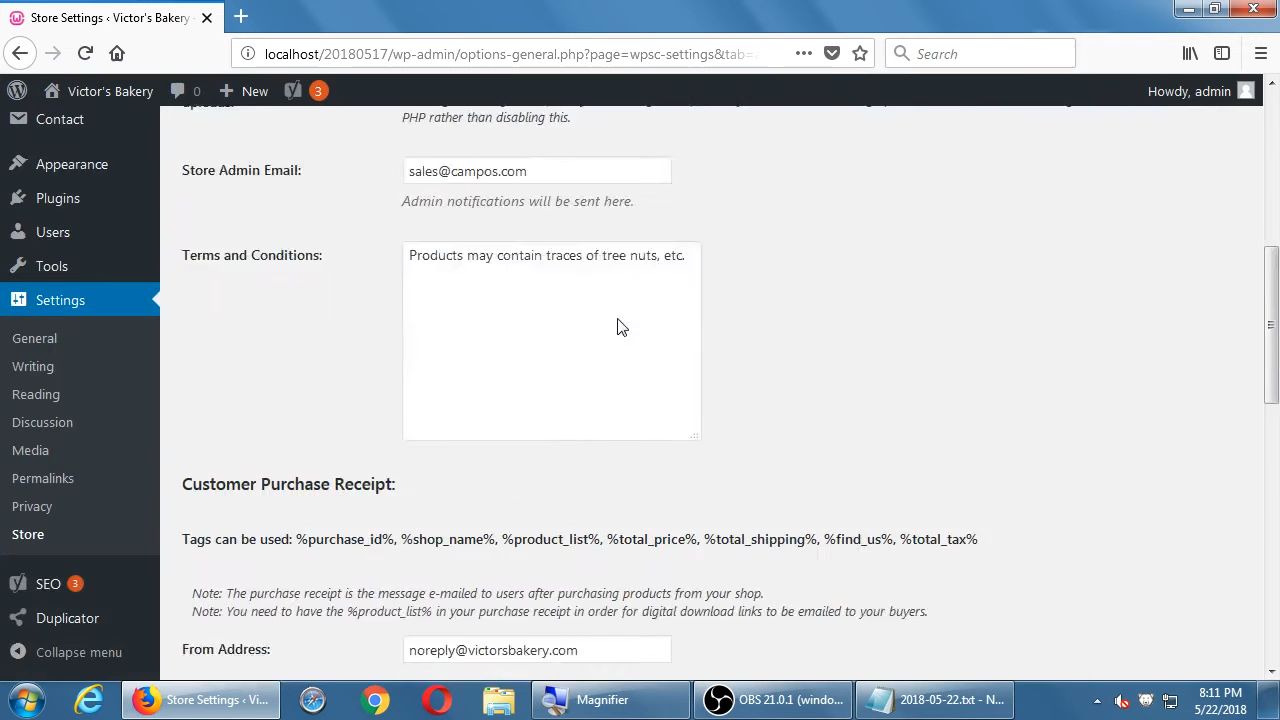 Store Settings ‹ Victor's Bakery
localhost/20180517/wp-admin/options-general.php?page=wpsc-settings&tab=
Search
Victor's Bakery
0
New
3
Howdy, admin
Contact
Appearance
Plugins
Users
Tools
Settings
General
Writing
Reading
Discussion
Media
Permalinks
Privacy
Store
SEO 3
Duplicator
Collapse menu
PHP rather than disabling this.
Store Admin Email:
sales@campos.com
Admin notifications will be sent here.
Terms and Conditions:
Products may contain traces of tree nuts, etc.
Customer Purchase Receipt:
Tags can be used: %purchase_id%, %shop_name%, %product_list%, %total_price%, %total_shipping%, %find_us%, %total_tax%
Note: The purchase receipt is the message e-mailed to users after purchasing products from your shop.
Note: You need to have the %product_list% in your purchase receipt in order for digital download links to be emailed to your buyers.
From Address:
noreply@victorsbakery.com
Store Settings ‹ Vi...
Magnifier
OBS 21.0.1 (windo...
2018-05-22.txt - N...
8:11 PM
5/22/2018